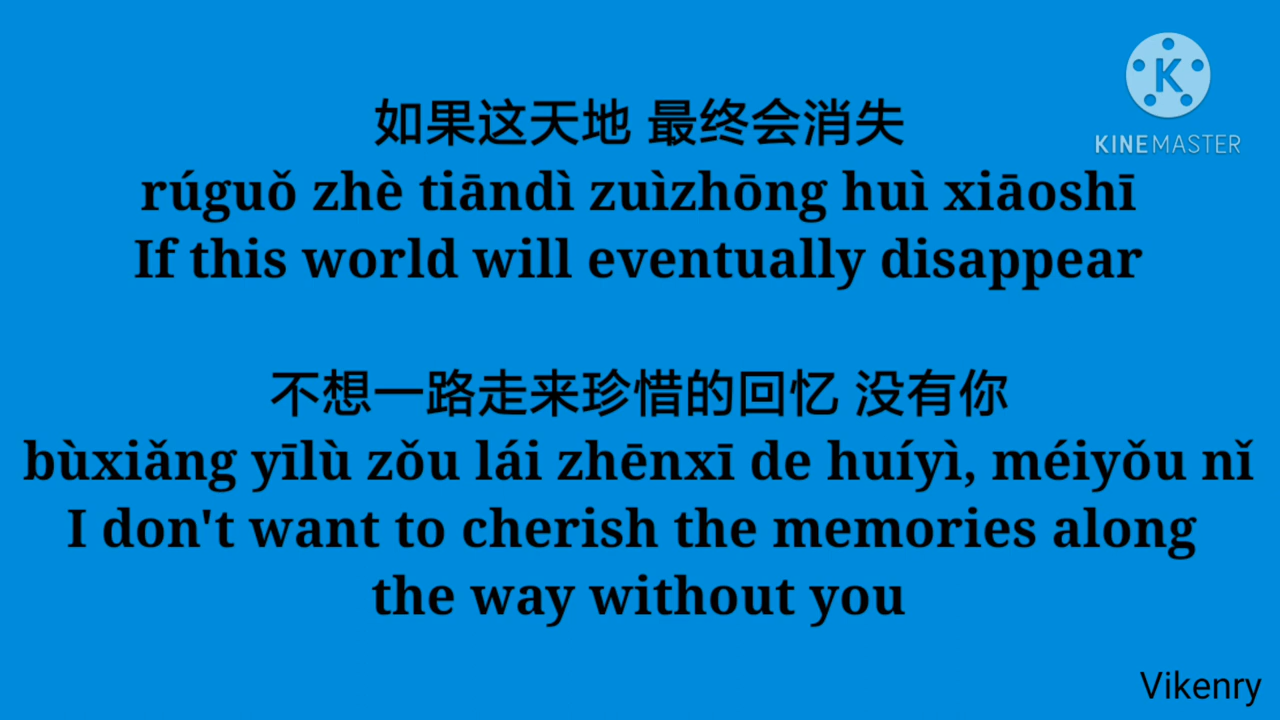 K
KINEMASTER
如果这天地 最终会消失
rúguǒ zhè tiāndì zuìzhōng huì xiāoshī
If this world will eventually disappear
不想一路走来珍惜的回忆 没有你
bùxiǎng yīlù zǒu lái zhēnxī de huíyì, méiyǒu nǐ
I don't want to cherish the memories along
the way without you
Vikenry